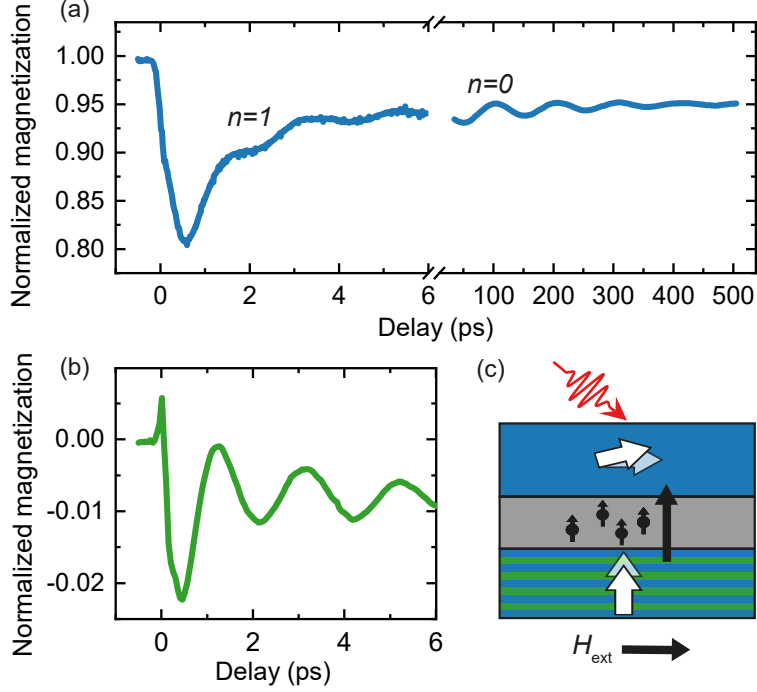 (a)
Normalized magnetization
1.00
0.95
0.90
0.85
0.80
n=1
n=0
0 2 4 6 100 200 300 400 500
Delay (ps)
(b)
Normalized magnetization
0.00
-0.01
-0.02
0 2 4 6
Delay (ps)
(c)
Hext